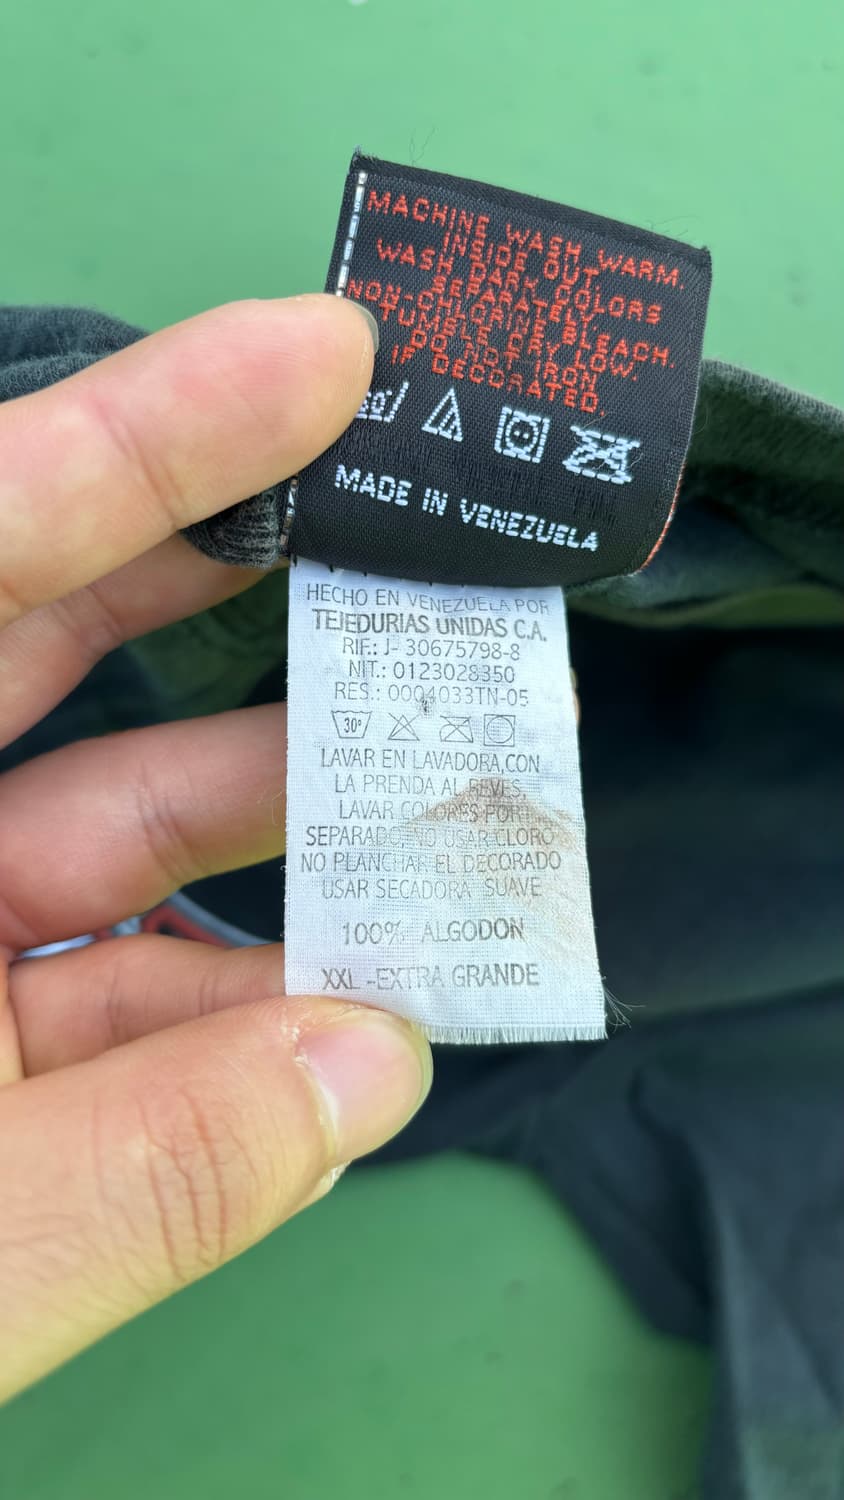 MACHINE WASH WARM.
INSIDE OUT.
WASH DARK COLORS
SEPARATELY.
NON-CHLORINE BLEACH.
TUMBLE DRY LOW.
DO NOT IRON
IF DECORATED.
MADE IN VENEZUELA
HECHO EN VENEZUELA POR
TEJEDURIAS UNIDAS C.A.
RIF.: J- 30675798-8
NIT.: 0123028350
RES.: 0004033TN-05
30°
LAVAR EN LAVADORA,CON
LA PRENDA AL REVES,
LAVAR COLORES POR
SEPARADO, NO USAR CLORO
NO PLANCHAR EL DECORADO
USAR SECADORA SUAVE
100% ALGODON
XXL -EXTRA GRANDE